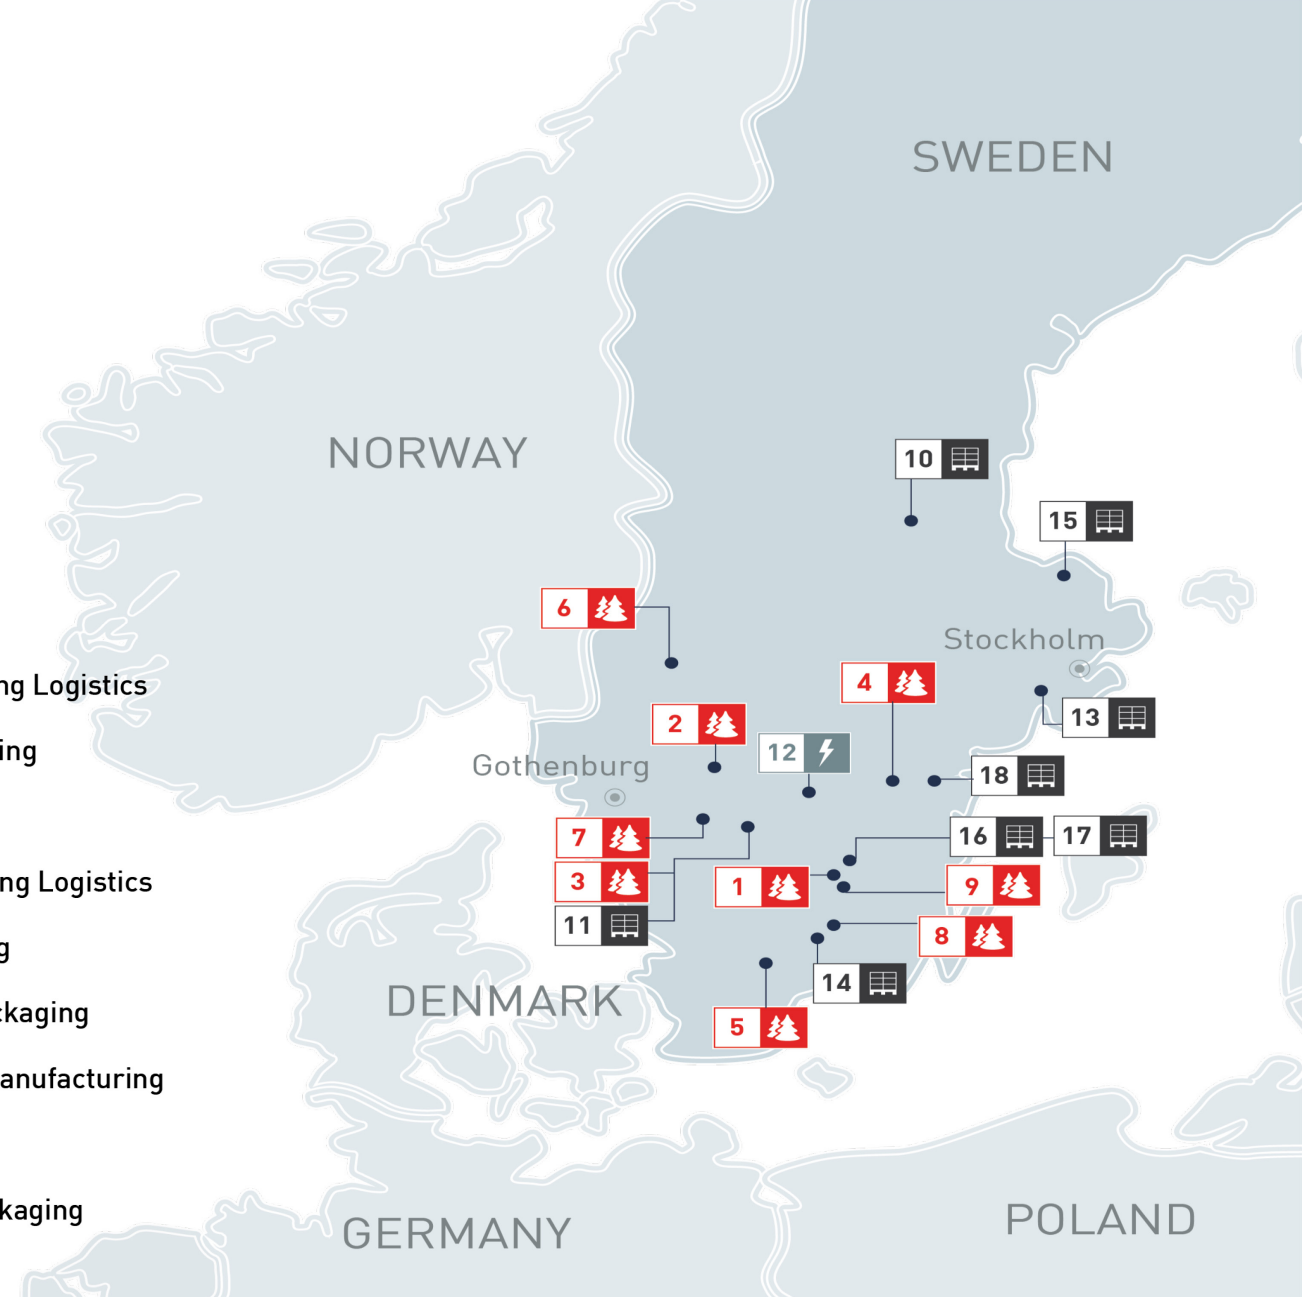 SWEDEN
NORWAY
10
15
6
Stockholm
4
ng Logistics
13
2
12
ing
Gothenburg
18
7
16
17
3
1
9
ng Logistics
11
8
g
14
DENMARK
ckaging
5
anufacturing
kaging
POLAND
GERMANY